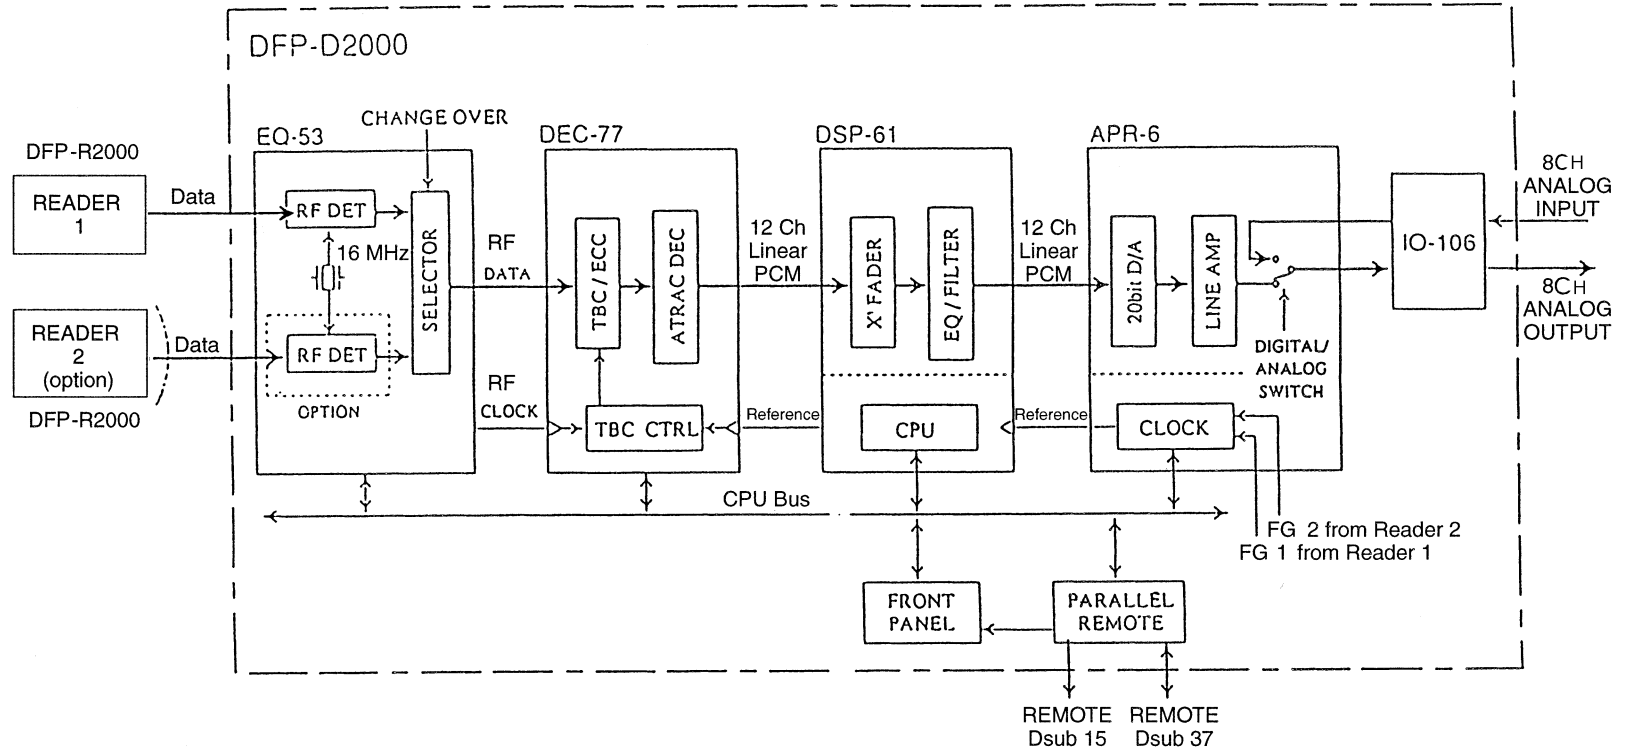 DFP-D2000
CHANGE OVER
EQ-53
DEC-77
DSP-61
APR-6
DFP-R2000
READER
1
Data
RF DET
16 MHz
SELECTOR
RF
DATA
TBC / ECC
ATRAC DEC
12 Ch
Linear
PCM
X' FADER
EQ / FILTER
12 Ch
Linear
PCM
20bit D/A
LINE AMP
IO-106
8CH
ANALOG
INPUT
8CH
ANALOG
OUTPUT
READER
2
(option)
DFP-R2000
Data
RF DET
OPTION
RF
CLOCK
TBC CTRL
Reference
CPU
Reference
CLOCK
DIGITAL/
ANALOG
SWITCH
CPU Bus
FG 2 from Reader 2
FG 1 from Reader 1
FRONT
PANEL
PARALLEL
REMOTE
REMOTE
Dsub 15
REMOTE
Dsub 37